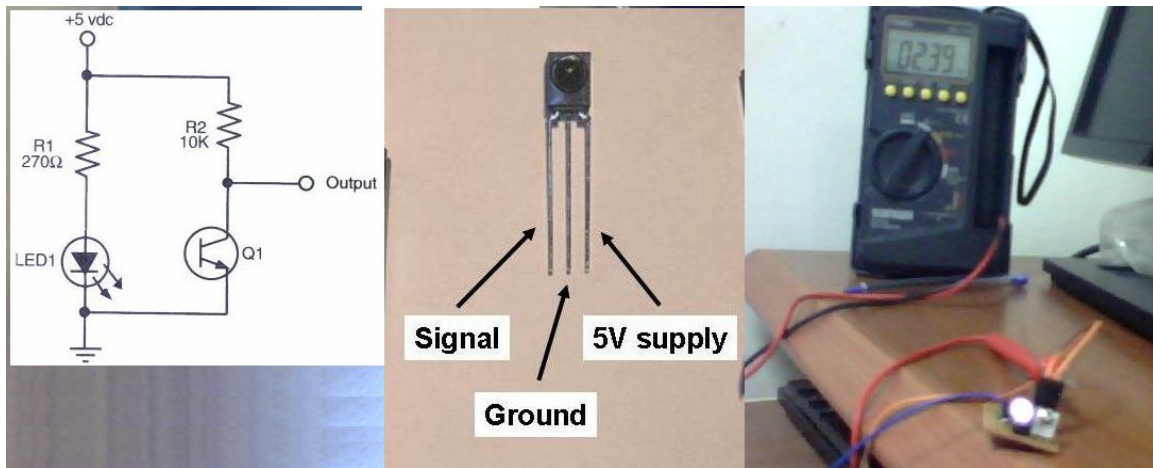 +5 vdc
R1
270Ω
R2
10K
Output
LED1
Q1
Signal
5V supply
Ground
0239